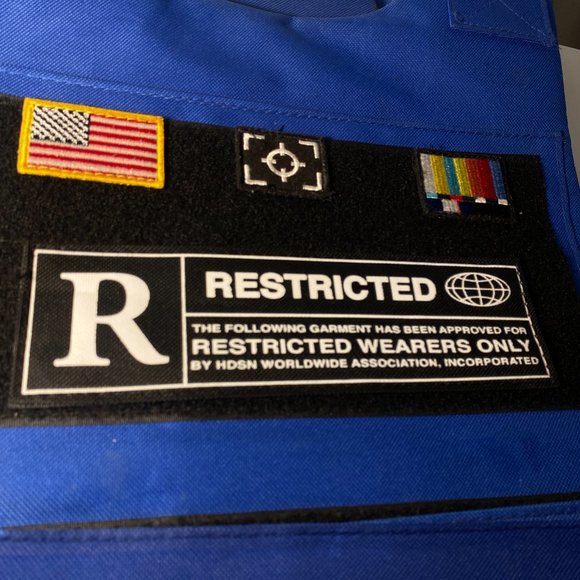 R
RESTRICTED
THE FOLLOWING GARMENT HAS BEEN APPROVED FOR
RESTRICTED WEARERS ONLY
BY HDSN WORLDWIDE ASSOCIATION, INCORPORATED